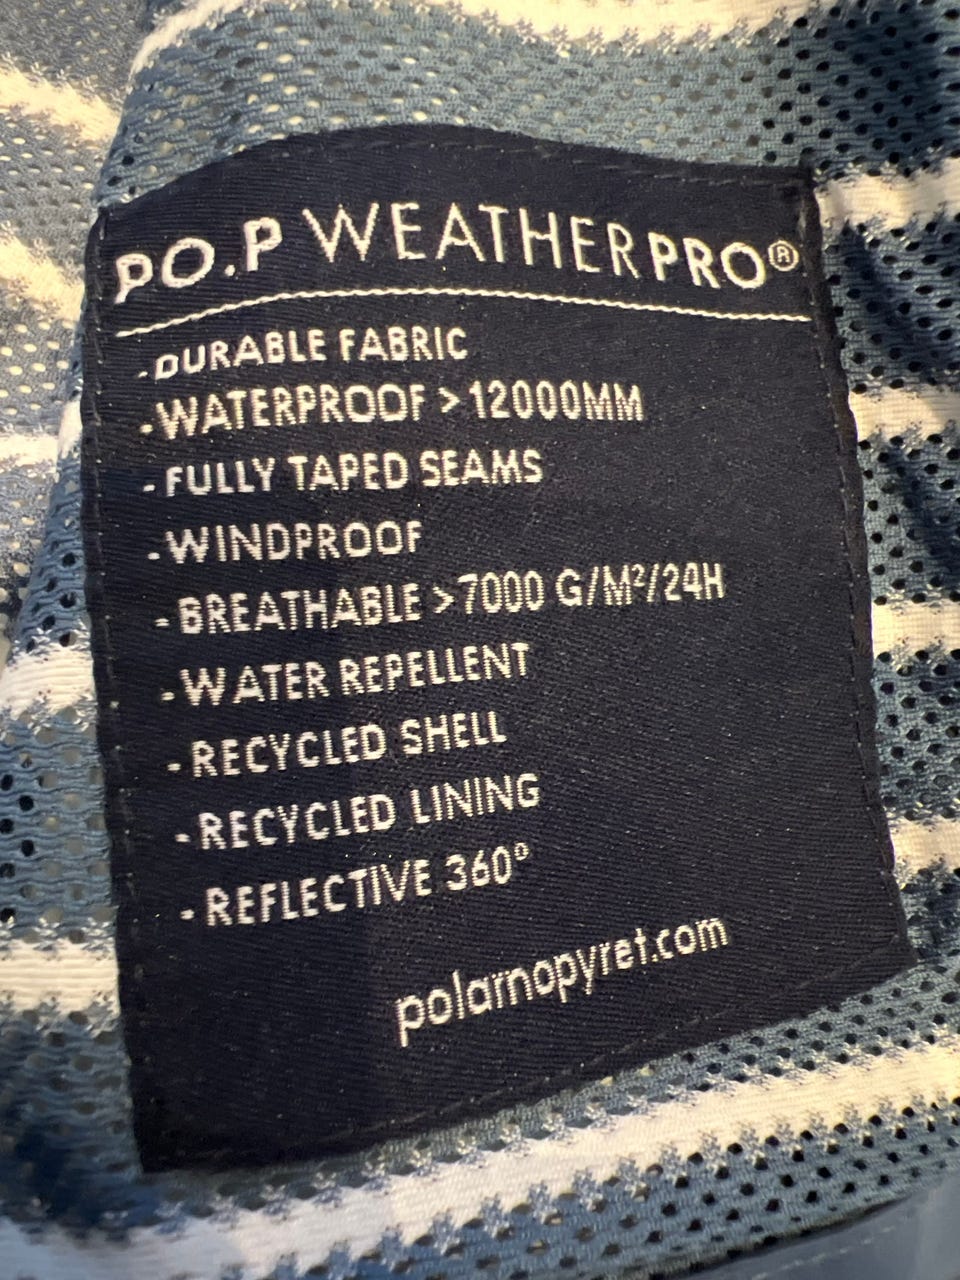 PO.P WEATHERPRO®
-DURABLE FABRIC
-WATERPROOF >12000MM
-FULLY TAPED SEAMS
-WINDPROOF
-BREATHABLE >7000 G/M²/24H
-WATER REPELLENT
-RECYCLED SHELL
-RECYCLED LINING
-REFLECTIVE 360°
polarnopyret.com